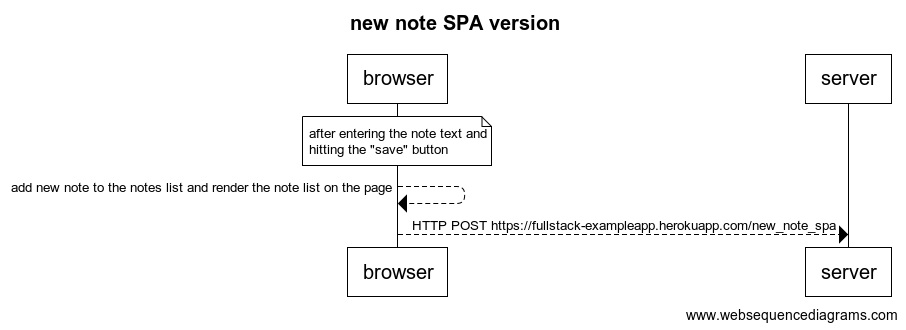 new note SPA version
browser
server
after entering the note text and
hitting the "save" button
add new note to the notes list and render the note list on the page
HTTP POST https://fullstack-exampleapp.herokuapp.com/new_note_spa
browser
server
www.websequencediagrams.com